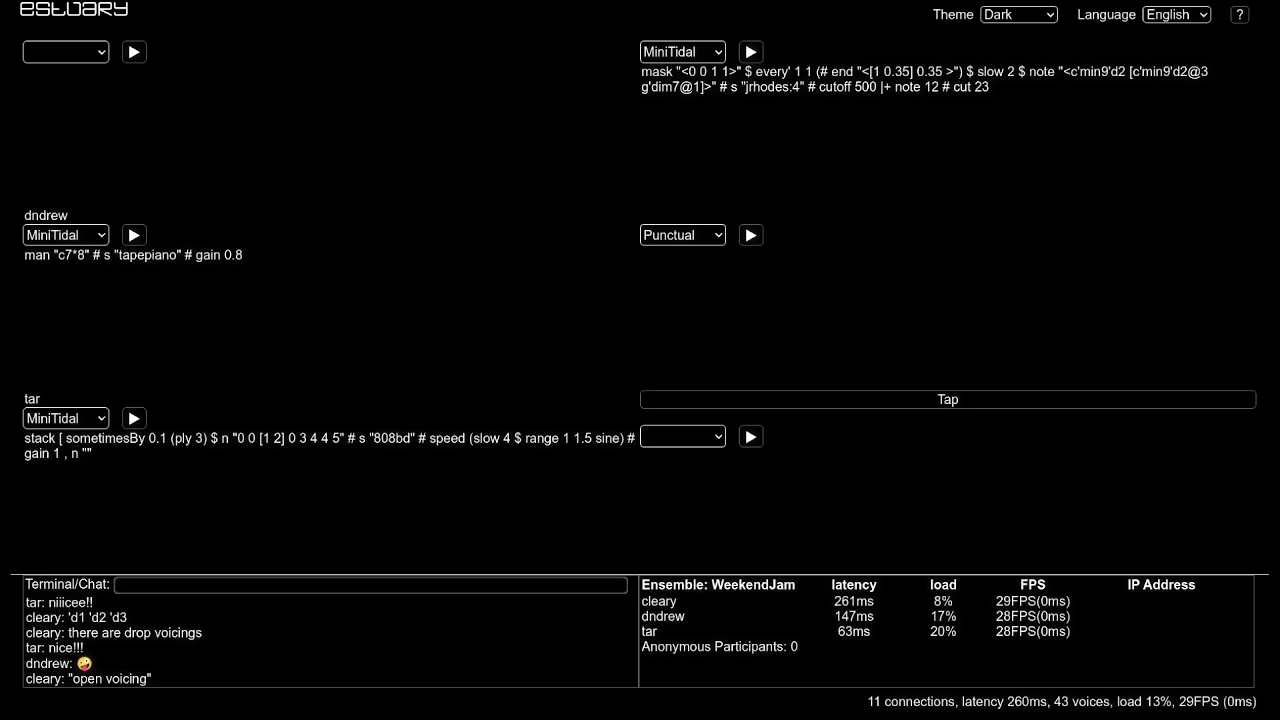 estuary
Theme Dark Language English ?
MiniTidal
mask "<0 0 1 1>" $ every' 1 1 (# end "<[1 0.35] 0.35 >") $ slow 2 $ note "<c'min9'd2 [c'min9'd2@3
g'dim7@1]>" # s "jrhodes:4" # cutoff 500 |+ note 12 # cut 23
dndrew
MiniTidal
man "c7*8" # s "tapepiano" # gain 0.8
Punctual
tar
MiniTidal
stack [ sometimesBy 0.1 (ply 3) $ n "0 0 [1 2] 0 3 4 4 5" # s "808bd" # speed (slow 4 $ range 1 1.5 sine) #
gain 1 , n ""
Tap
Terminal/Chat:
tar: niiicee!!
cleary: 'd1 'd2 'd3
cleary: there are drop voicings
tar: nice!!!
dndrew: 🤪
cleary: "open voicing"
Ensemble: WeekendJam latency load FPS IP Address
cleary 261ms 8% 29FPS(0ms)
dndrew 147ms 17% 28FPS(0ms)
tar 63ms 20% 28FPS(0ms)
Anonymous Participants: 0
11 connections, latency 260ms, 43 voices, load 13%, 29FPS (0ms)